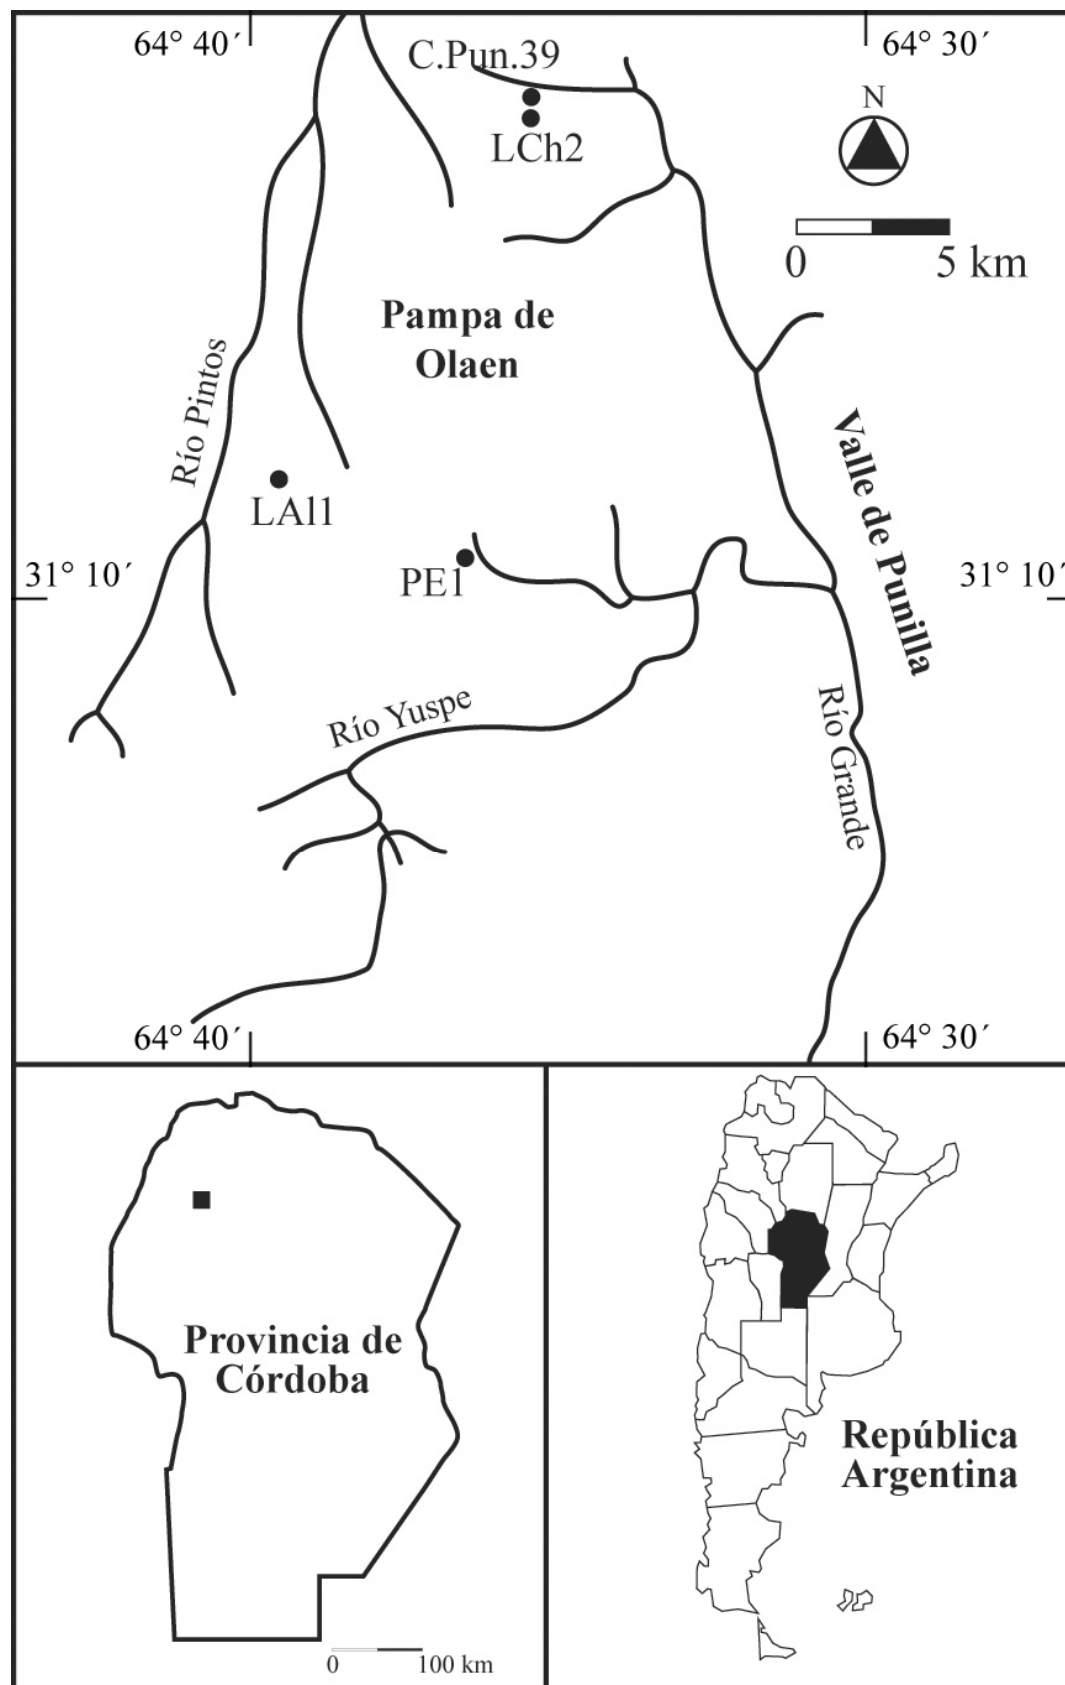 64° 40´
64° 30´
C.Pun.39
N
LCh2
0
5 km
Pampa de
Olaen
Río Pintos
Valle de Punilla
LAl1
31° 10´
PE1
31° 10´
Río Yuspe
Río Grande
64° 40´
64° 30´
Provincia de
Córdoba
0
100 km
Repúblıca
Argentina